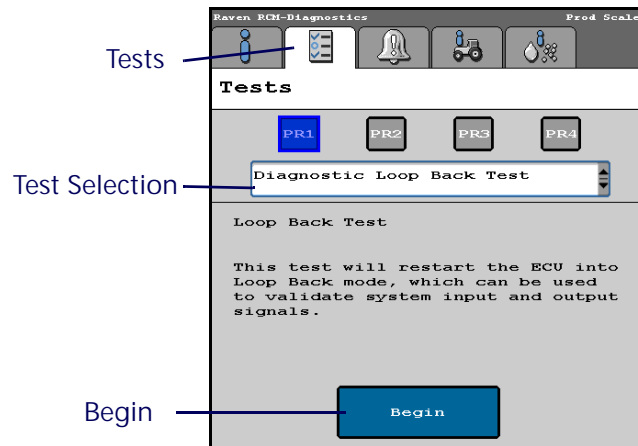 Raven RCM-Diagnostics Prod Scale
Tests
Tests
PR1 PR2 PR3 PR4
Test Selection
Diagnostic Loop Back Test
Loop Back Test
This test will restart the ECU into
Loop Back mode, which can be used
to validate system input and output
signals.
Begin
Begin